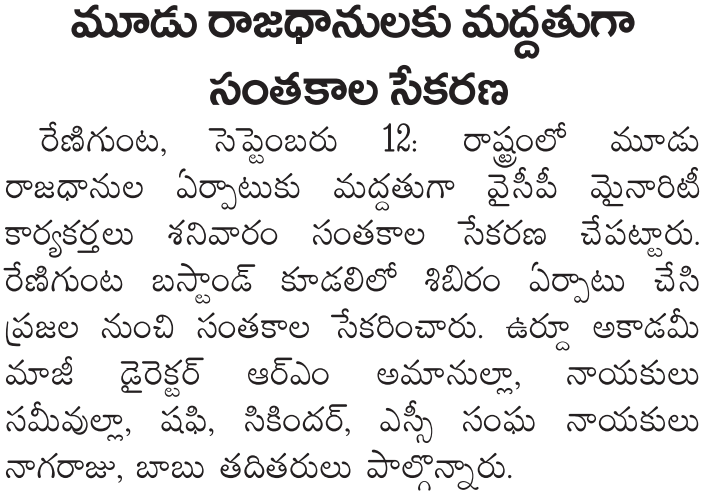 మూడు రాజధానులకు మద్దతుగా
సంతకాల సేకరణ
రేణిగుంట, సెప్టెంబరు 12: రాష్ట్రంలో మూడు
రాజధానుల ఏర్పాటుకు మద్దతుగా వైసీపీ మైనారిటీ
కార్యకర్తలు శనివారం సంతకాల సేకరణ చేపట్టారు.
రేణిగుంట బస్టాండ్ కూడలిలో శిబిరం ఏర్పాటు చేసి
ప్రజల నుంచి సంతకాల సేకరించారు. ఉర్దూ అకాడమీ
మాజీ డైరెక్టర్ ఆర్ఎం అమానుల్లా, నాయకులు
సమీవుల్లా, షఫి, సికిందర్, ఎస్సీ సంఘ నాయకులు
నాగరాజు, బాబు తదితరులు పాల్గొన్నారు.